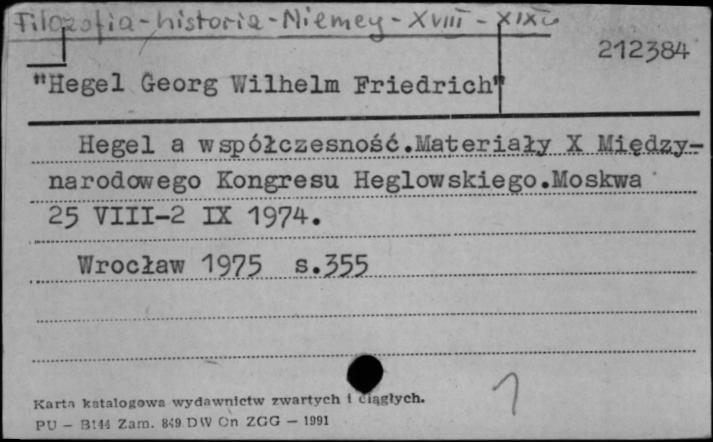 Filozofia - historia - Niemcy - XVIII - XIX w
212384
"Hegel Georg Wilhelm Friedrich"
Hegel a współczesność.Materiały X Między-
narodowego Kongresu Heglowskiego.Moskwa
25 VIII-2 IX 1974.
Wrocław 1975 s.355
Karta katalogowa wydawnictw zwartych i ciągłych.
PU — B144 Zam. 849 DW Cn ZGG — 1991
1